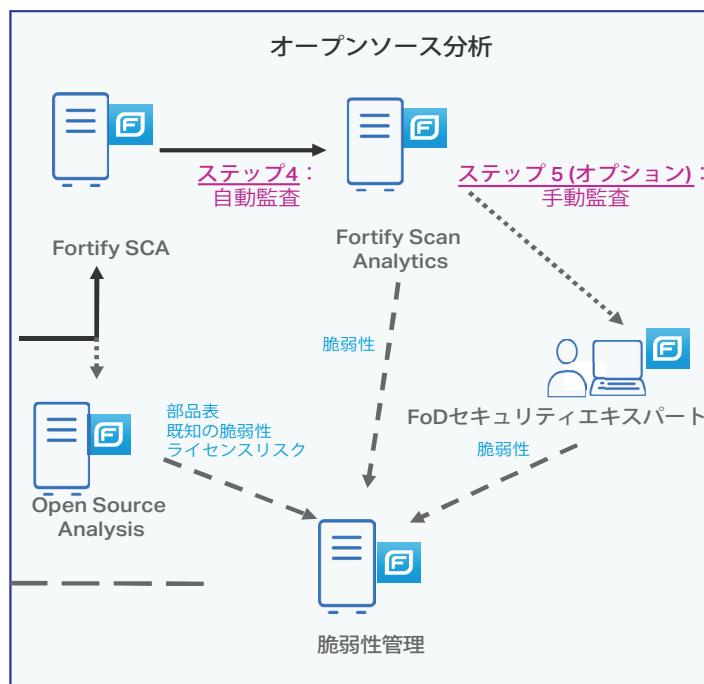 オープンソース分析
ステップ4：
自動監査
ステップ 5 (オプション)：
手動監査
Fortify SCA
Fortify Scan
Analytics
脆弱性
FoDセキュリティエキスパート
部品表
既知の脆弱性
ライセンスリスク
脆弱性
Open Source
Analysis
脆弱性管理